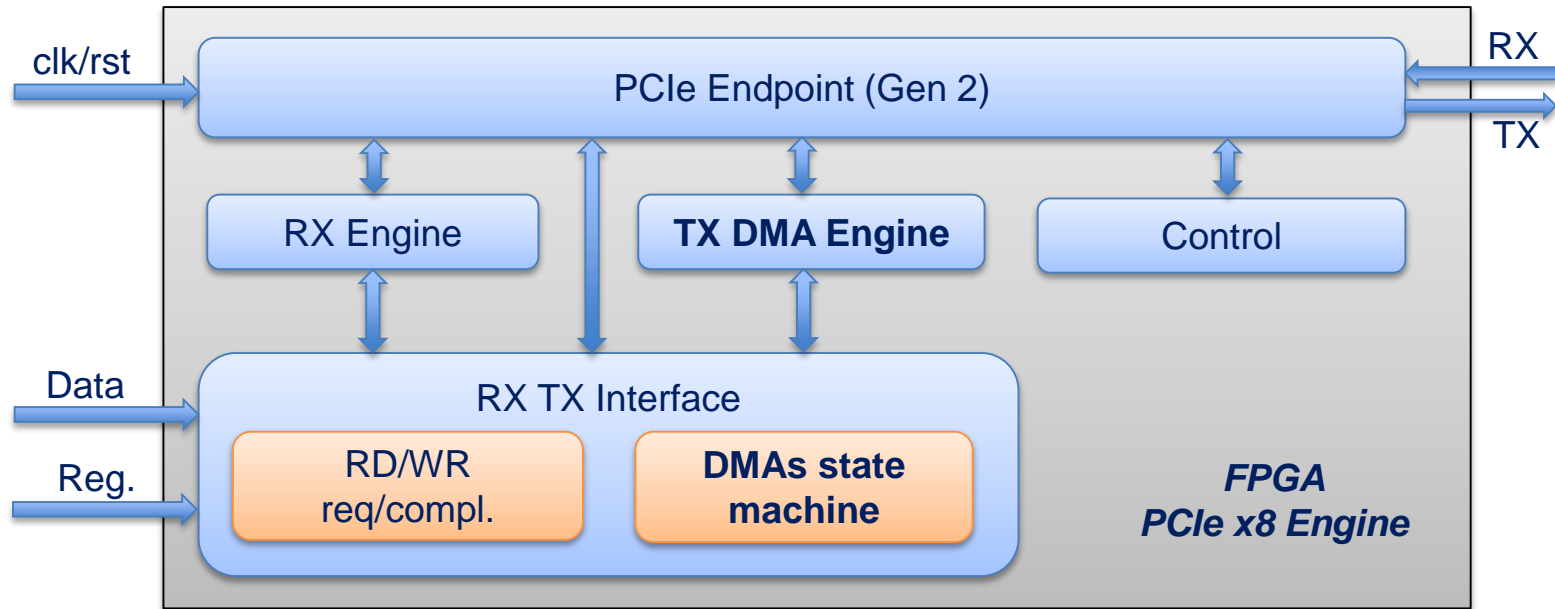 clk/rst
PCIe Endpoint (Gen 2)
RX
TX
RX Engine
TX DMA Engine
Control
Data
RX TX Interface
Reg.
RD/WR
req/compl.
DMAs state
machine
FPGA
PCIe x8 Engine